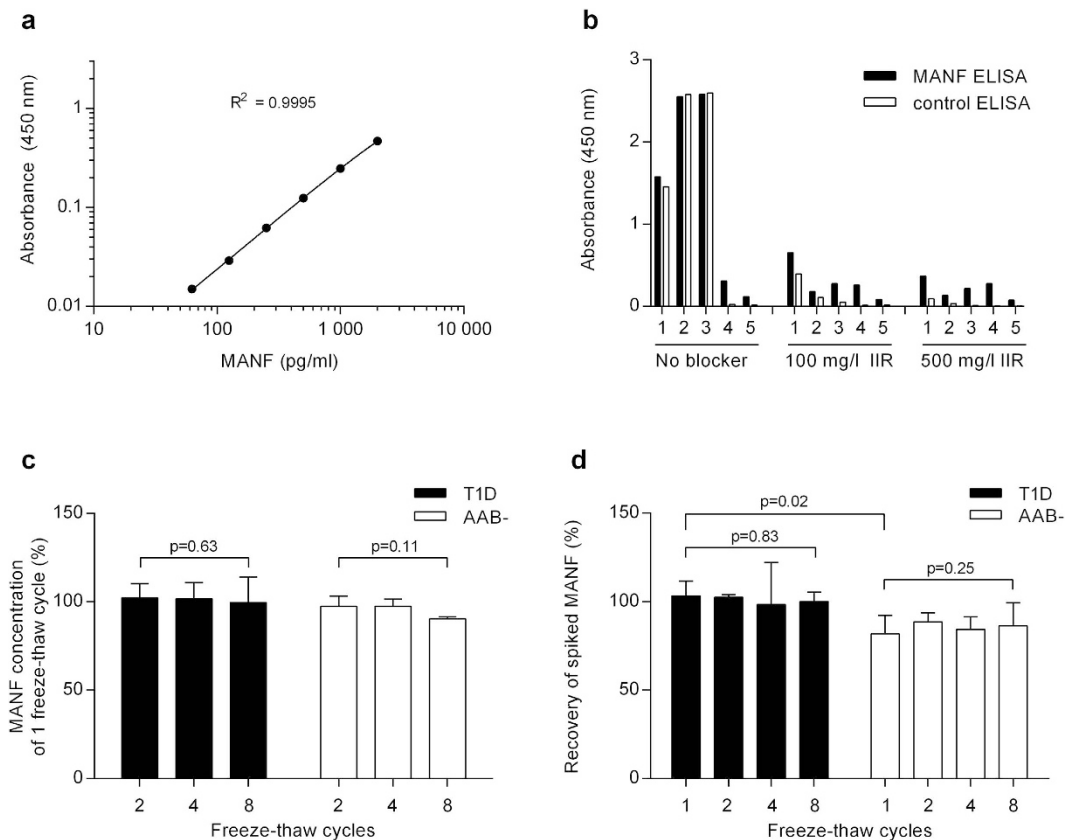 a
R² = 0.9995
Absorbance (450 nm)
1
0.1
0.01
10 100 1 000 10 000
MANF (pg/ml)
b
MANF ELISA
control ELISA
Absorbance (450 nm)
3
2
1
0
1 2 3 4 5 1 2 3 4 5 1 2 3 4 5
No blocker 100 mg/l IIR 500 mg/l IIR
c
T1D
AAB-
MANF concentration
of 1 freeze-thaw cycle (%)
150
100
50
0
p=0.63 p=0.11
2 4 8 2 4 8
Freeze-thaw cycles
d
T1D
AAB-
Recovery of spiked MANF (%)
150
100
50
0
p=0.02
p=0.83
p=0.25
1 2 4 8 1 2 4 8
Freeze-thaw cycles